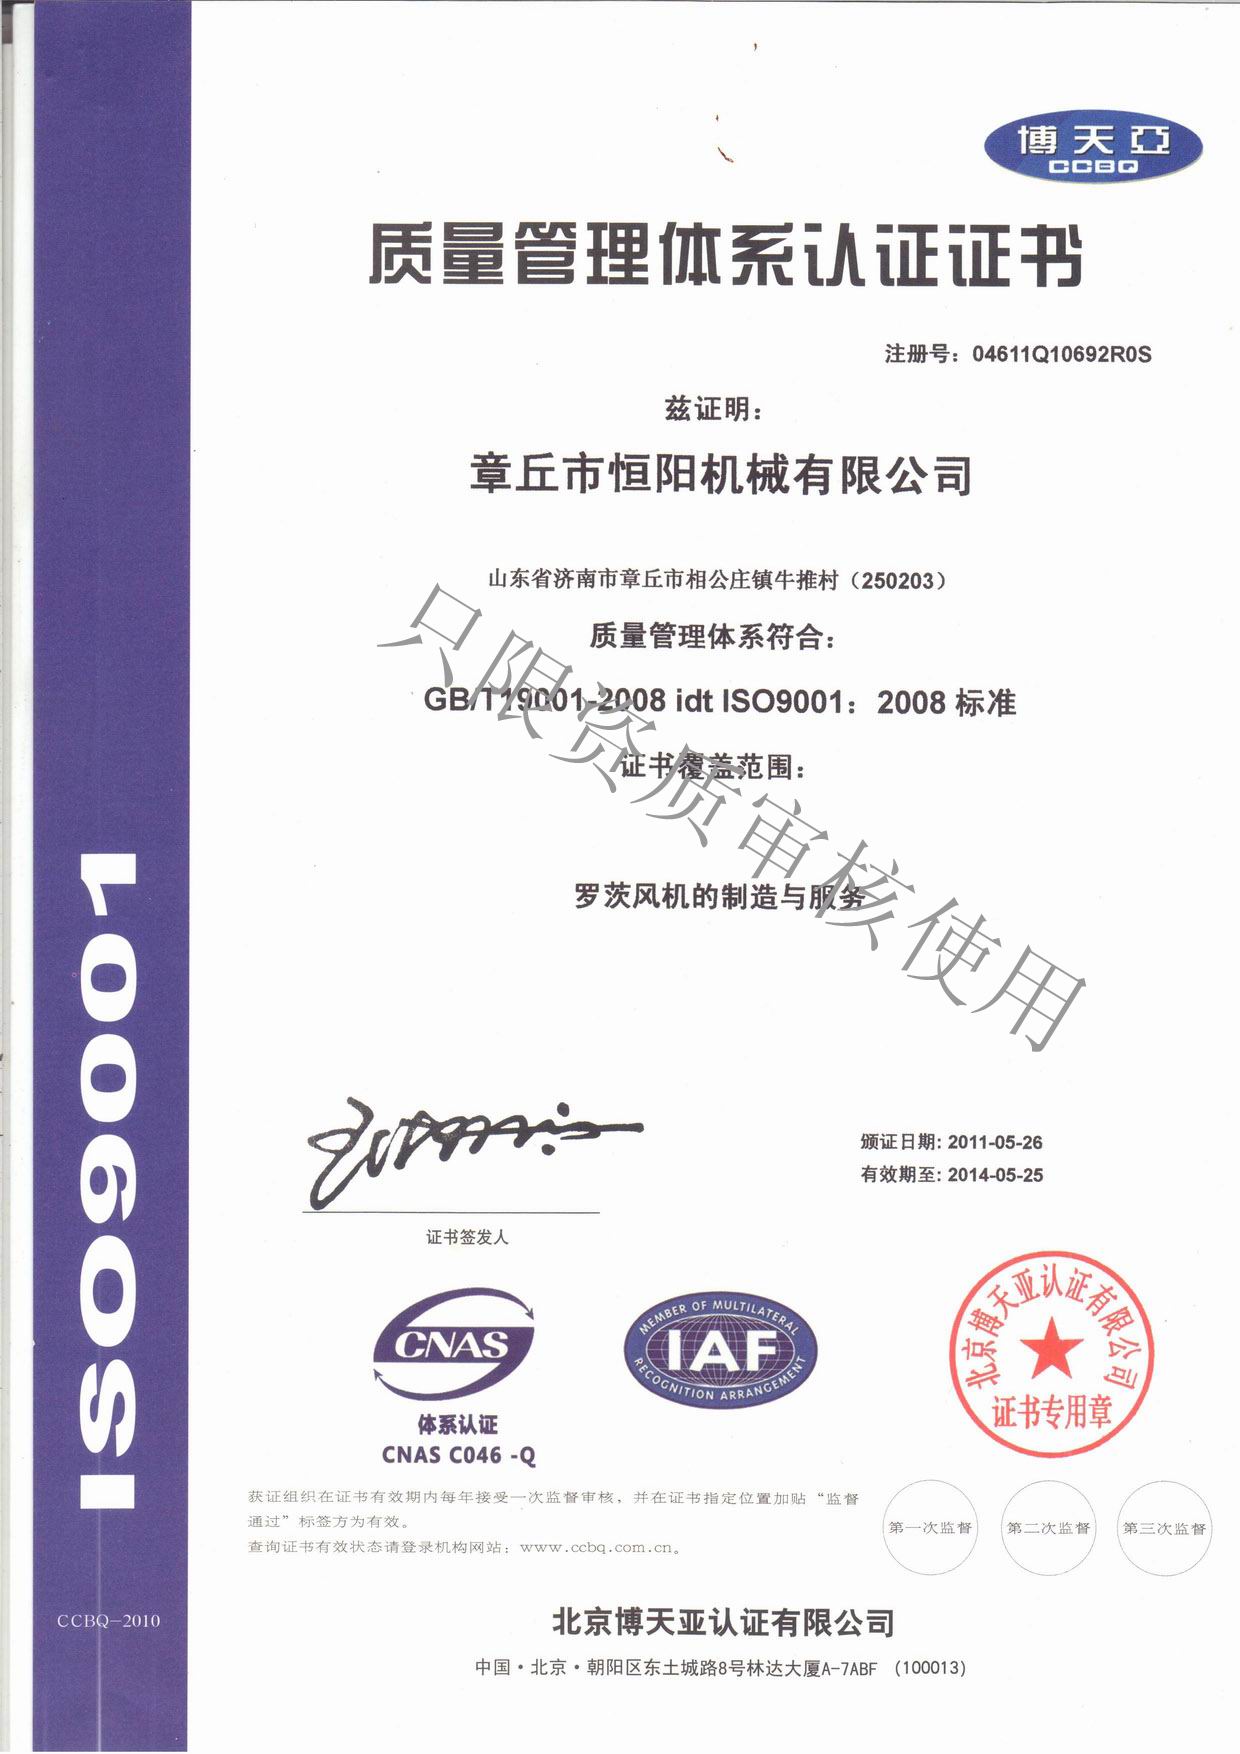 博天亞
CCBQ
质量管理体系认证证书
注册号：04611Q10692R0S
兹证明：
章丘市恒阳机械有限公司
山东省济南市章丘市相公庄镇牛推村（250203）
质量管理体系符合：
GB/T19001-2008 idt ISO9001：2008 标准
证书覆盖范围：
罗茨风机的制造与服务
只限资质审核使用
颁证日期: 2011-05-26
有效期至: 2014-05-25
证书签发人
CNAS
体系认证
CNAS C046 -Q
MEMBER OF MULTILATERAL
IAF
RECOGNITION ARRANGEMENT
北京博天亚认证有限公司
证书专用章
获证组织在证书有效期内每年接受一次监督审核，并在证书指定位置加贴“监督
通过”标签方为有效。
查询证书有效状态请登录机构网站：www.ccbq.com.cn。
第一次监督
第二次监督
第三次监督
北京博天亚认证有限公司
中国·北京·朝阳区东土城路8号林达大厦A-7ABF （100013）
ISO9001
CCBQ-2010